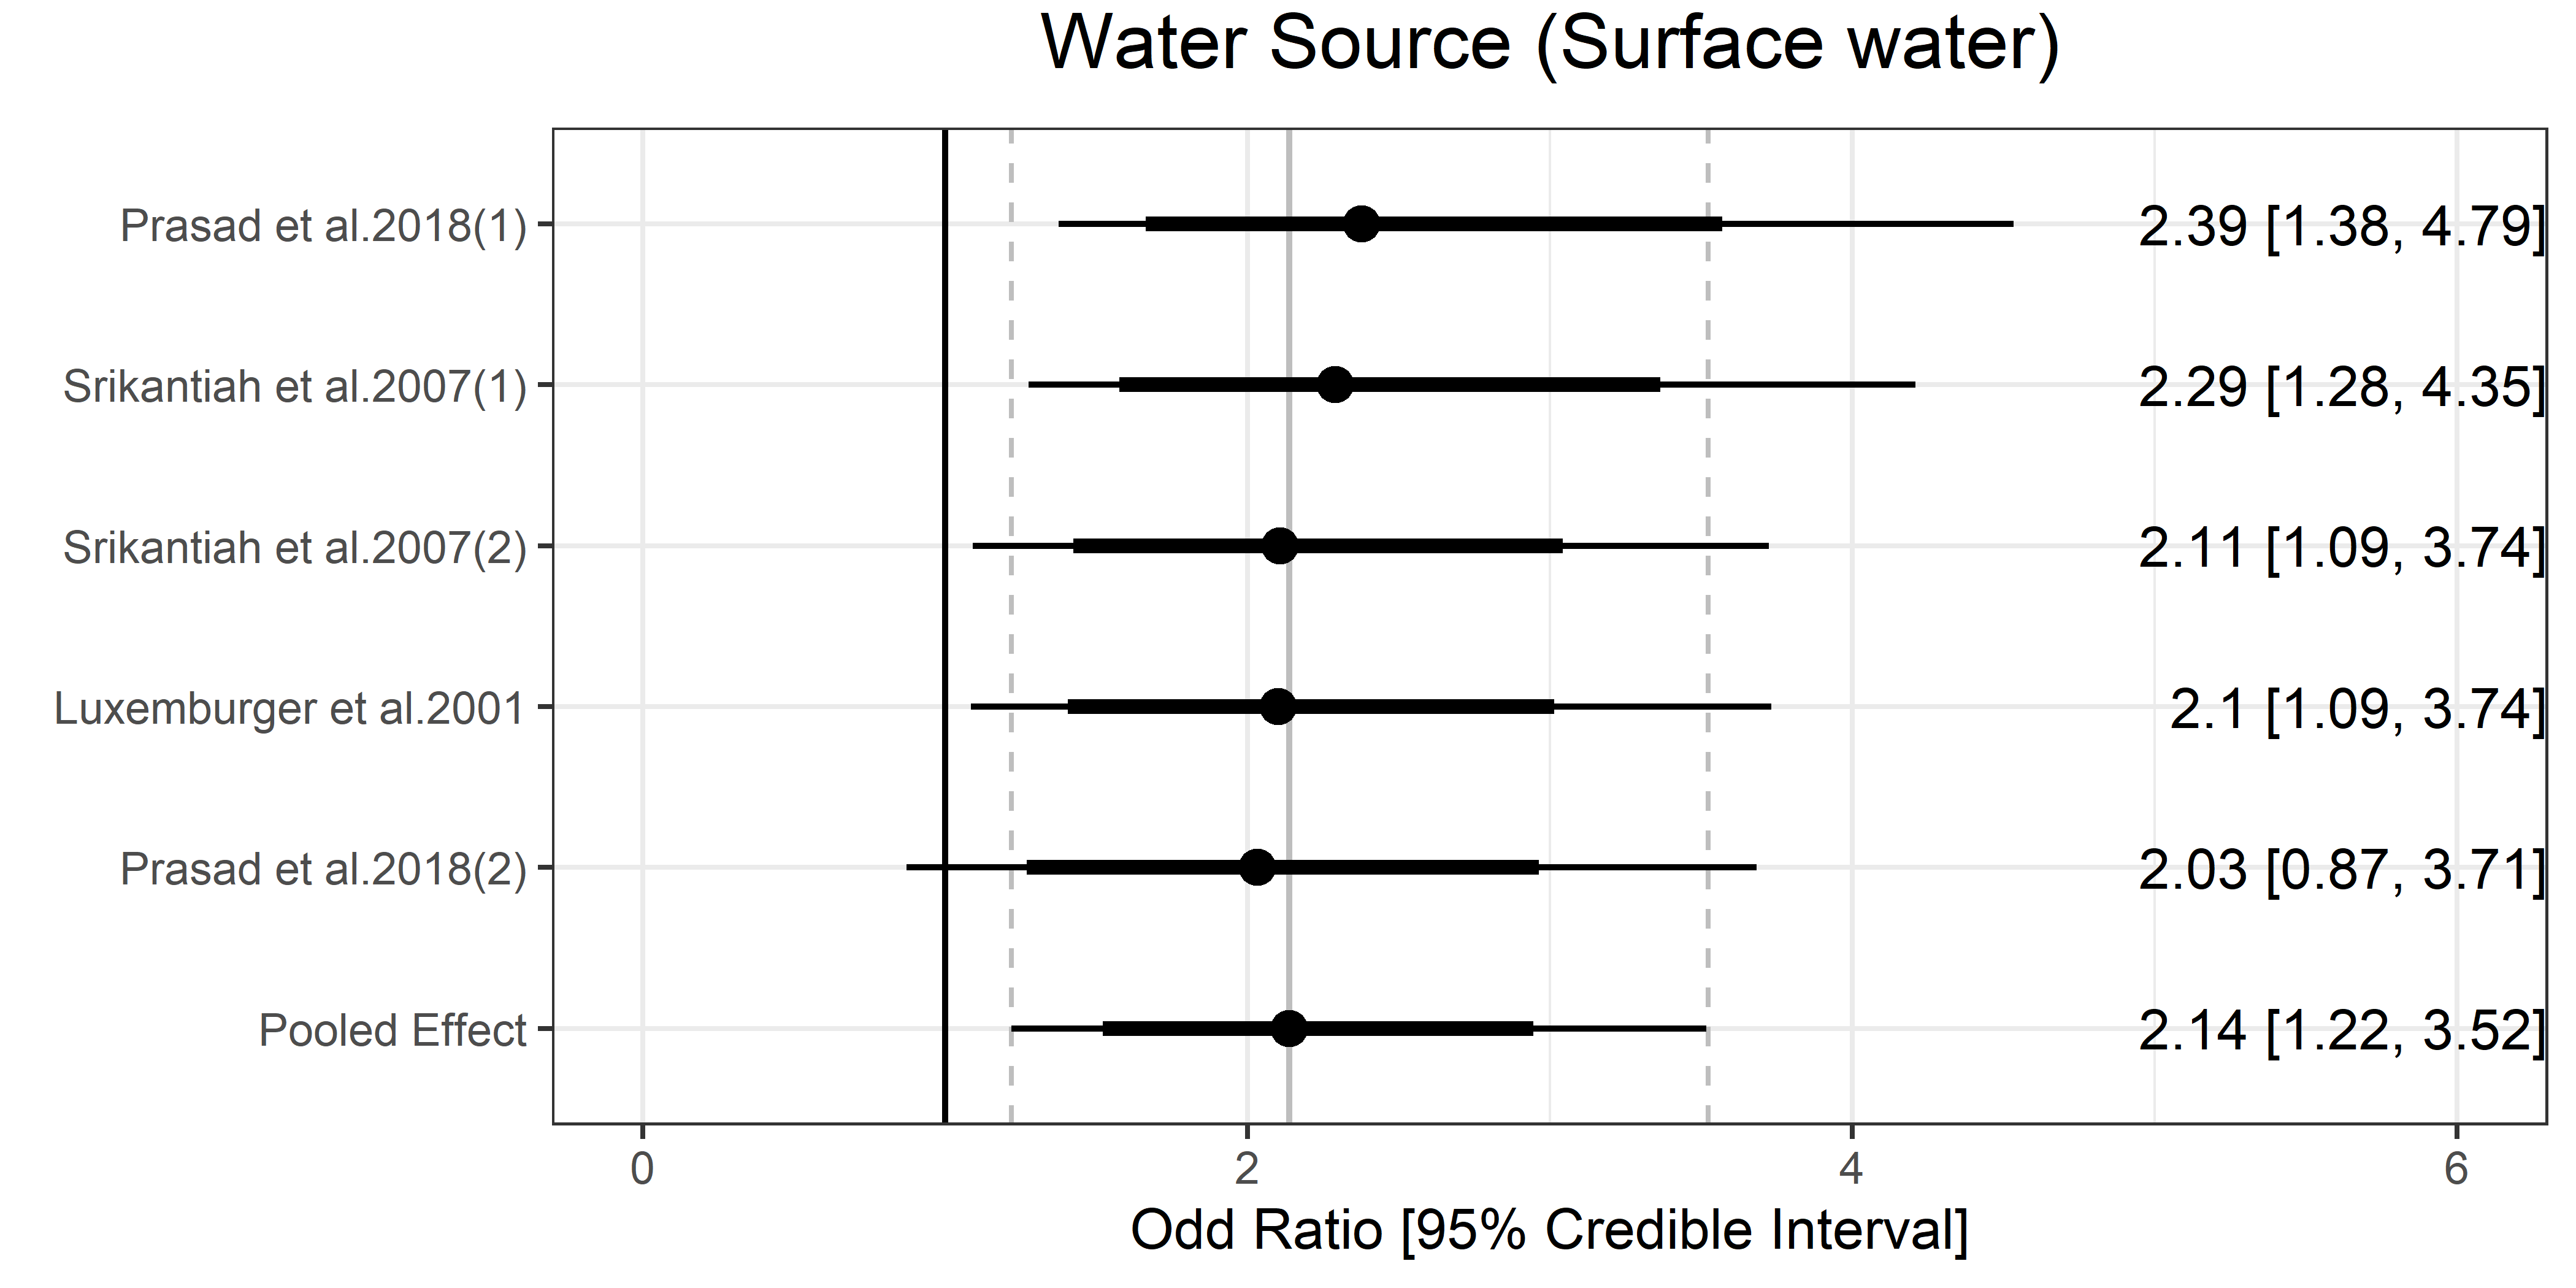 Water Source (Surface water)
Prasad et al.2018(1) 2.39 [1.38, 4.79]
Srikantiah et al.2007(1) 2.29 [1.28, 4.35]
Srikantiah et al.2007(2) 2.11 [1.09, 3.74]
Luxemburger et al.2001 2.1 [1.09, 3.74]
Prasad et al.2018(2) 2.03 [0.87, 3.71]
Pooled Effect 2.14 [1.22, 3.52]
0 2 4 6
Odd Ratio [95% Credible Interval]